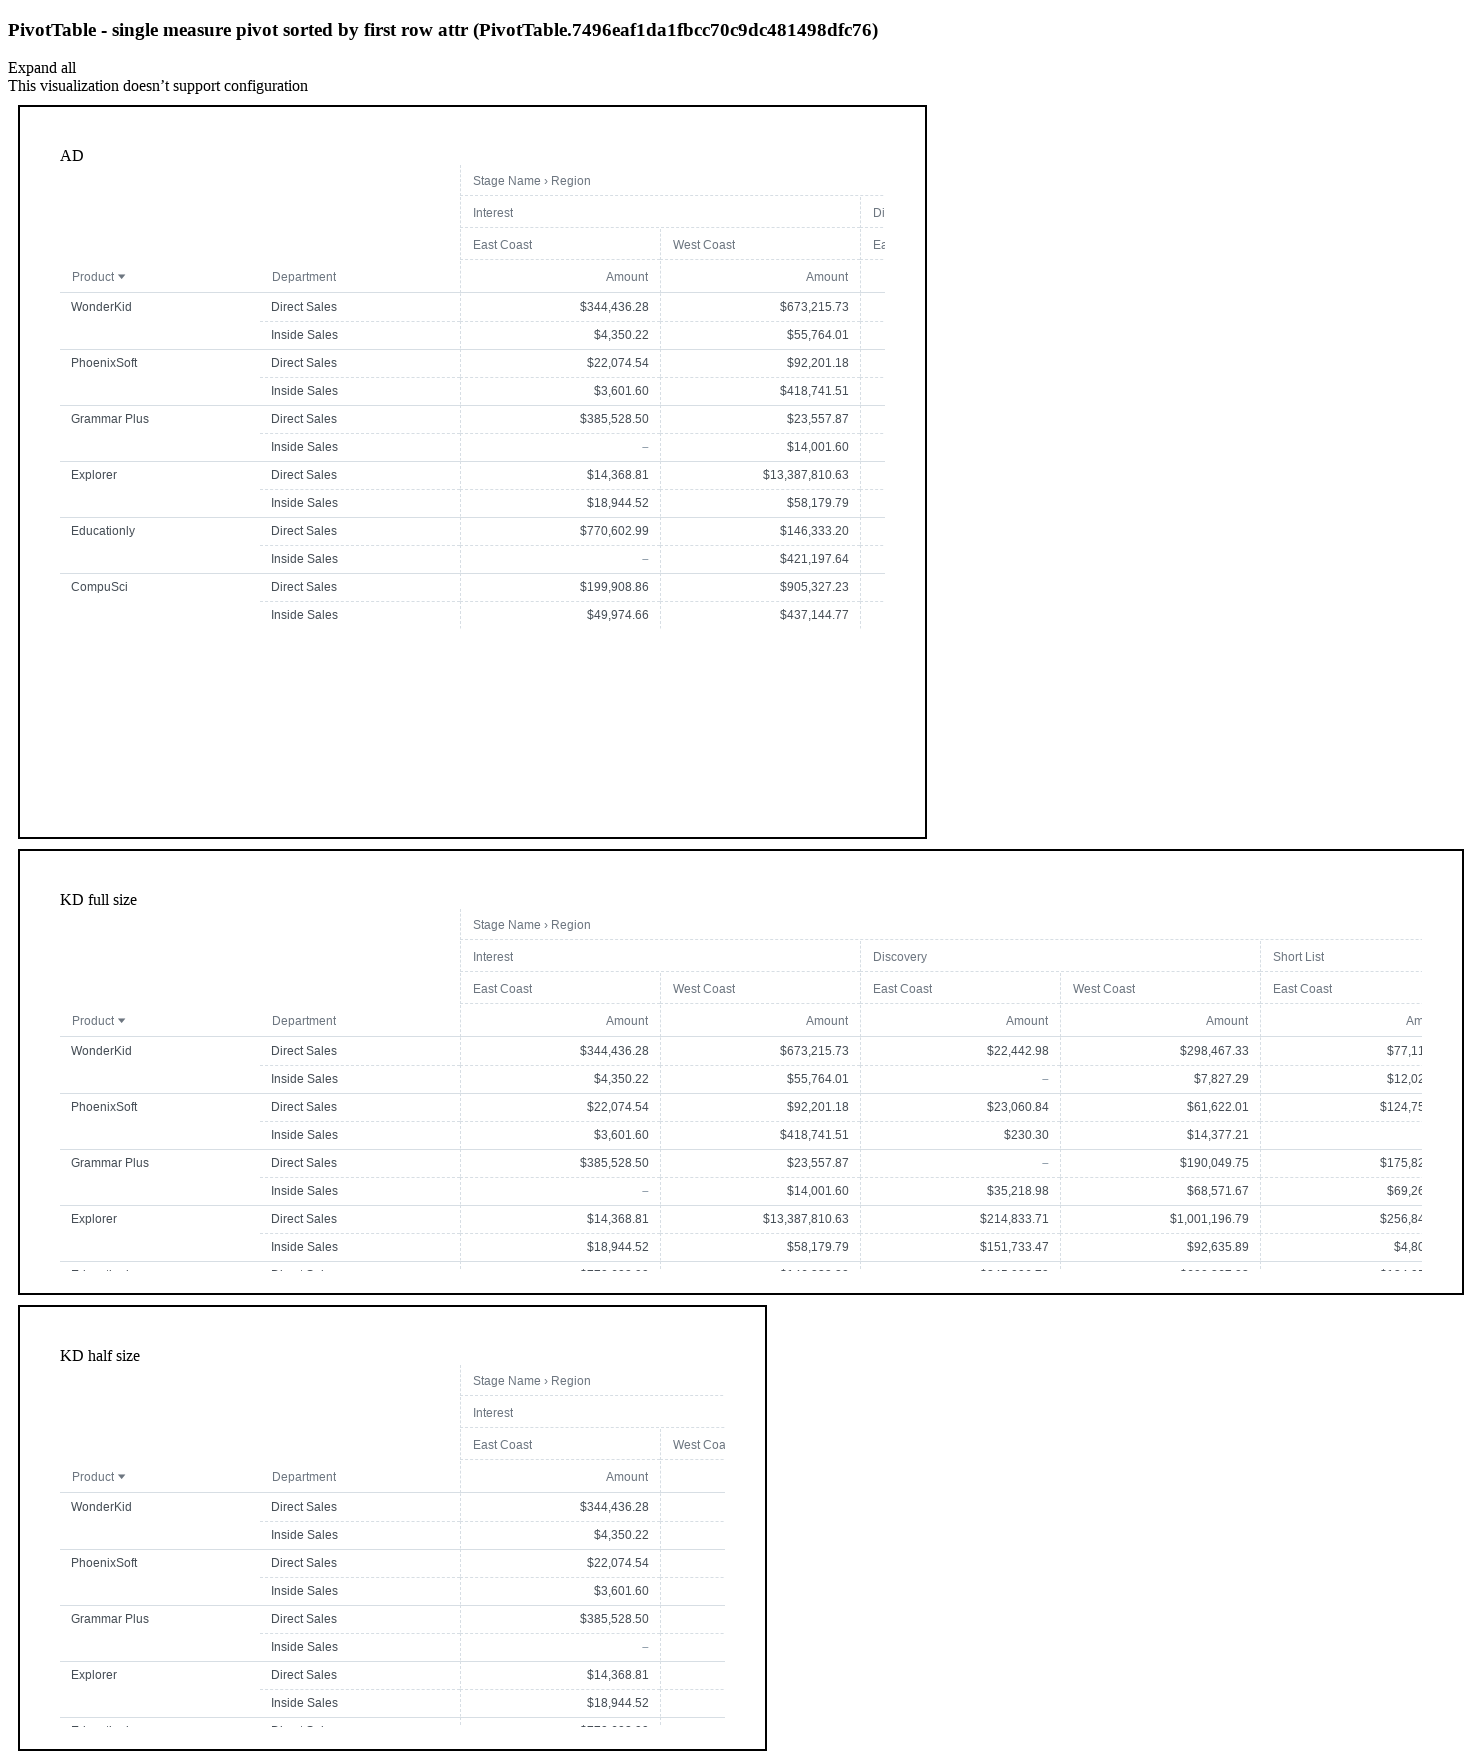 PivotTable - single measure pivot sorted by first row attr (PivotTable.7496eaf1da1fbcc70c9dc481498dfc76)
Expand all
This visualization doesn’t support configuration
AD
Stage Name › Region
Interest Di
East Coast West Coast Ea
Product Department Amount Amount
WonderKid Direct Sales $344,436.28 $673,215.73
Inside Sales $4,350.22 $55,764.01
PhoenixSoft Direct Sales $22,074.54 $92,201.18
Inside Sales $3,601.60 $418,741.51
Grammar Plus Direct Sales $385,528.50 $23,557.87
Inside Sales – $14,001.60
Explorer Direct Sales $14,368.81 $13,387,810.63
Inside Sales $18,944.52 $58,179.79
Educationly Direct Sales $770,602.99 $146,333.20
Inside Sales – $421,197.64
CompuSci Direct Sales $199,908.86 $905,327.23
Inside Sales $49,974.66 $437,144.77
KD full size
Stage Name › Region
Interest Discovery Short List
East Coast West Coast East Coast West Coast East Coast
Product Department Amount Amount Amount Amount Am
WonderKid Direct Sales $344,436.28 $673,215.73 $22,442.98 $298,467.33 $77,11
Inside Sales $4,350.22 $55,764.01 – $7,827.29 $12,02
PhoenixSoft Direct Sales $22,074.54 $92,201.18 $23,060.84 $61,622.01 $124,75
Inside Sales $3,601.60 $418,741.51 $230.30 $14,377.21
Grammar Plus Direct Sales $385,528.50 $23,557.87 – $190,049.75 $175,82
Inside Sales – $14,001.60 $35,218.98 $68,571.67 $69,26
Explorer Direct Sales $14,368.81 $13,387,810.63 $214,833.71 $1,001,196.79 $256,84
Inside Sales $18,944.52 $58,179.79 $151,733.47 $92,635.89 $4,80
KD half size
Stage Name › Region
Interest
East Coast West Coa
Product Department Amount
WonderKid Direct Sales $344,436.28
Inside Sales $4,350.22
PhoenixSoft Direct Sales $22,074.54
Inside Sales $3,601.60
Grammar Plus Direct Sales $385,528.50
Inside Sales –
Explorer Direct Sales $14,368.81
Inside Sales $18,944.52